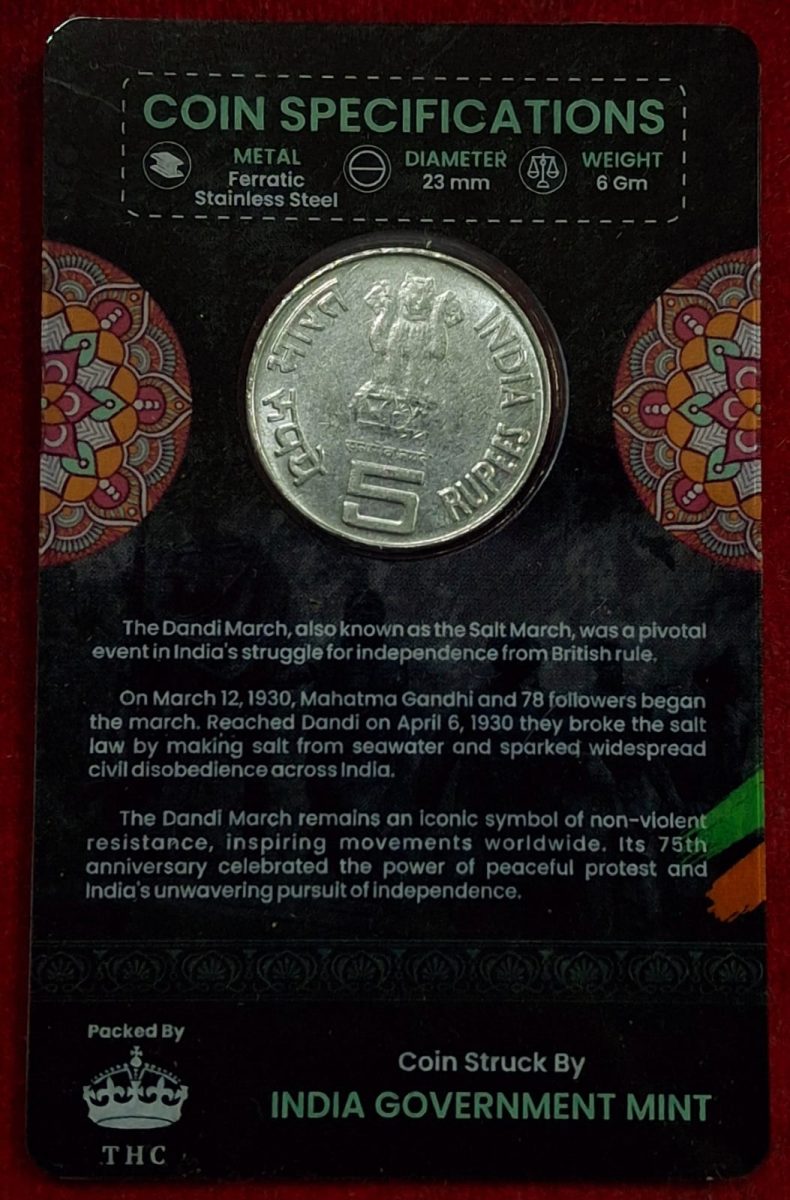 COIN SPECIFICATIONS
METAL
Ferratic
Stainless Steel
DIAMETER
23 mm
WEIGHT
6 Gm
भारत
रुपये
INDIA
RUPEES
5
The Dandi March, also known as the Salt March, was a pivotal
event in India's struggle for independence from British rule.
On March 12, 1930, Mahatma Gandhi and 78 followers began
the march. Reached Dandi on April 6, 1930 they broke the salt
law by making salt from seawater and sparked widespread
civil disobedience across India.
The Dandi March remains an iconic symbol of non-violent
resistance, inspiring movements worldwide. Its 75th
anniversary celebrated the power of peaceful protest and
India's unwavering pursuit of independence.
Packed By
THC
Coin Struck By
INDIA GOVERNMENT MINT